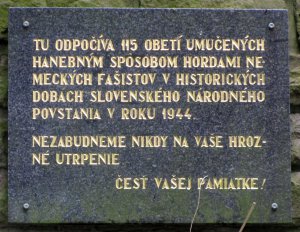 TU ODPOČÍVA 115 OBETÍ UMUČENÝCH
HANEBNÝM SPÔSOBOM HORDAMI NE-
MECKÝCH FAŠISTOV V HISTORICKÝCH
DOBÁCH SLOVENSKÉHO NÁRODNÉHO
POVSTANIA V ROKU 1944.
NEZABUDNEME NIKDY NA VAŠE HROZ-
NÉ UTRPENIE
ČESŤ VAŠEJ PAMIATKE!